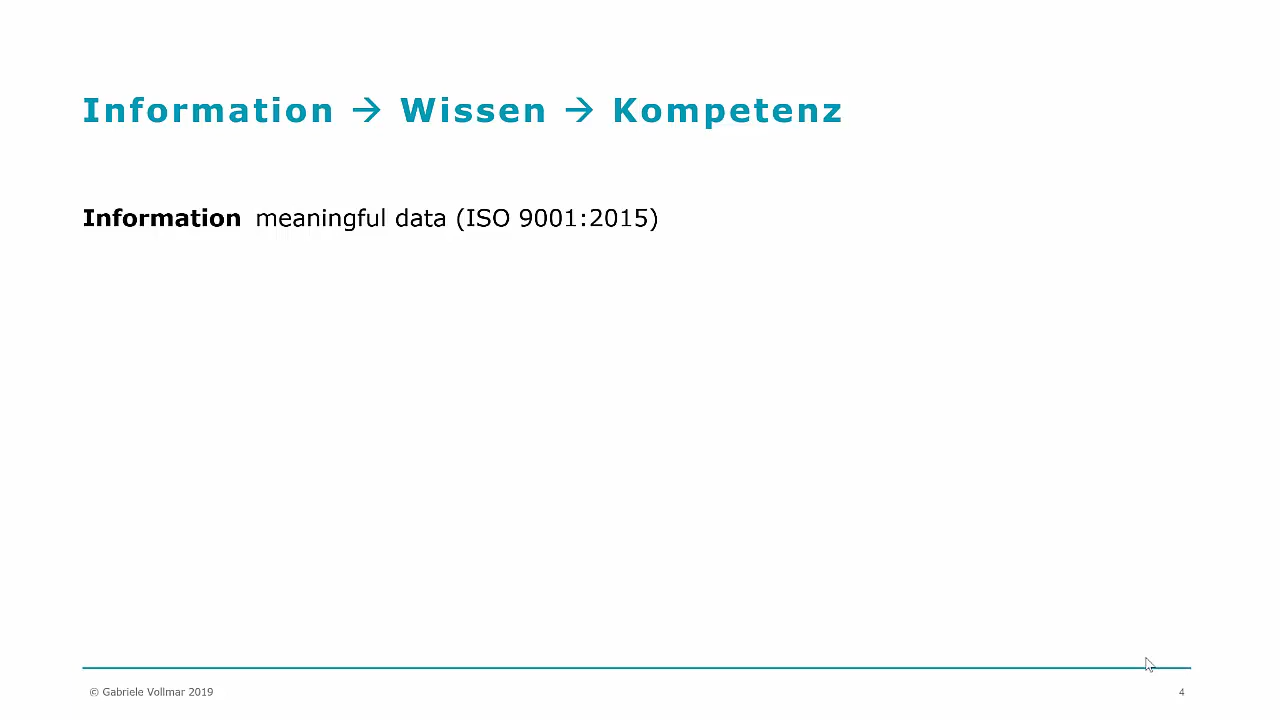 Information → Wissen → Kompetenz
Information meaningful data (ISO 9001:2015)
© Gabriele Vollmar 2019
4